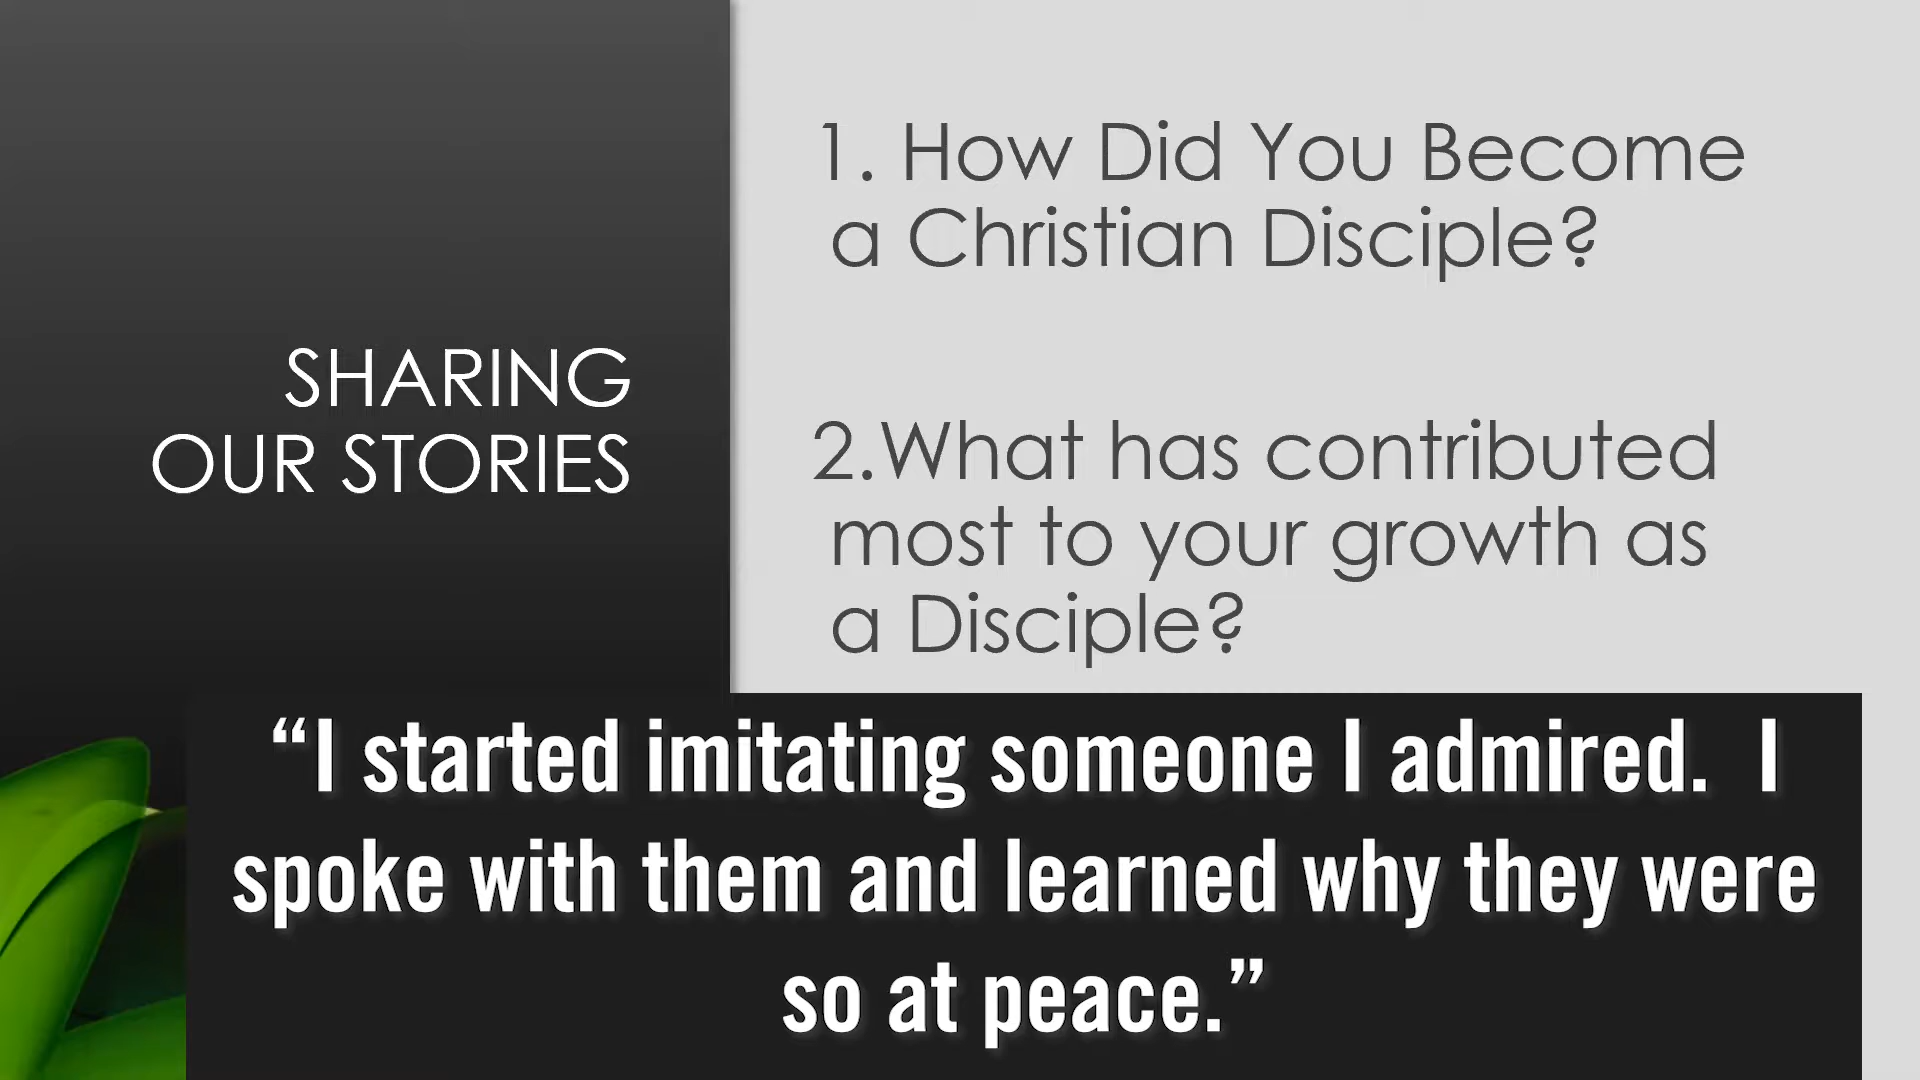 SHARING
OUR STORIES
1. How Did You Become
a Christian Disciple?
2.What has contributed
most to your growth as
a Disciple?
“I started imitating someone I admired.  I
spoke with them and learned why they were
so at peace.”